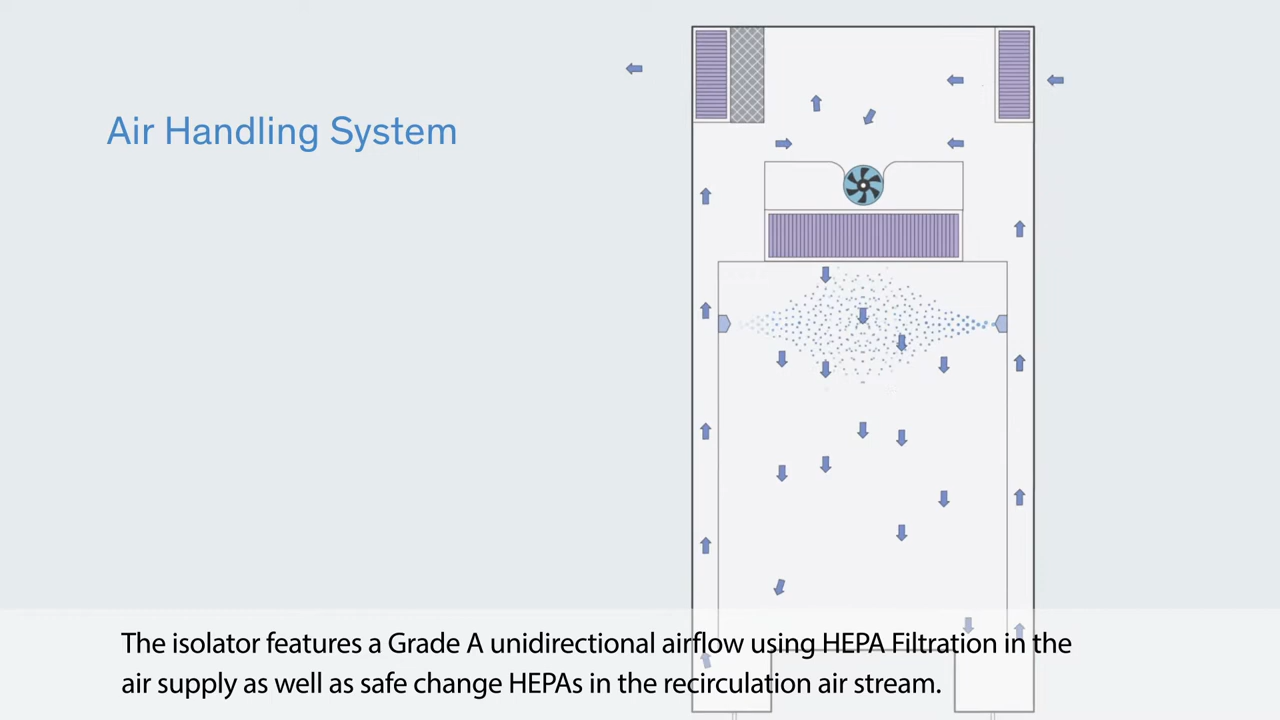 Air Handling System
The isolator features a Grade A unidirectional airflow using HEPA Filtration in the
air supply as well as safe change HEPAs in the recirculation air stream.